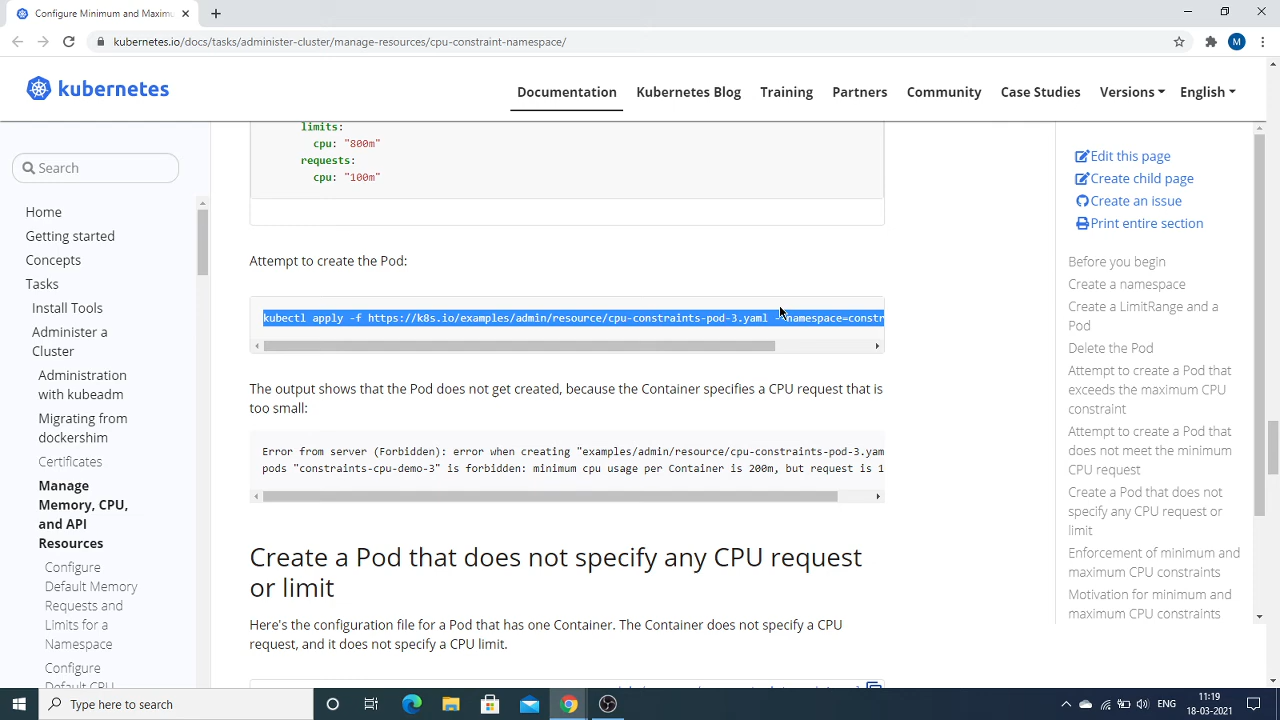 Configure Minimum and Maximu
kubernetes.io/docs/tasks/administer-cluster/manage-resources/cpu-constraint-namespace/
M
kubernetes
Documentation
Kubernetes Blog
Training
Partners
Community
Case Studies
Versions
English
Search
Home
Getting started
Concepts
Tasks
Install Tools
Administer a
Cluster
Administration
with kubeadm
Migrating from
dockershim
Certificates
Manage
Memory, CPU,
and API
Resources
Configure
Default Memory
Requests and
Limits for a
Namespace
Configure
Default CPU
limits:
cpu: "800m"
requests:
cpu: "100m"
Attempt to create the Pod:
kubectl apply -f https://k8s.io/examples/admin/resource/cpu-constraints-pod-3.yaml --namespace=constr
The output shows that the Pod does not get created, because the Container specifies a CPU request that is
too small:
Error from server (Forbidden): error when creating "examples/admin/resource/cpu-constraints-pod-3.yam
pods "constraints-cpu-demo-3" is forbidden: minimum cpu usage per Container is 200m, but request is 1
Create a Pod that does not specify any CPU request
or limit
Here's the configuration file for a Pod that has one Container. The Container does not specify a CPU
request, and it does not specify a CPU limit.
Edit this page
Create child page
Create an issue
Print entire section
Before you begin
Create a namespace
Create a LimitRange and a
Pod
Delete the Pod
Attempt to create a Pod that
exceeds the maximum CPU
constraint
Attempt to create a Pod that
does not meet the minimum
CPU request
Create a Pod that does not
specify any CPU request or
limit
Enforcement of minimum and
maximum CPU constraints
Motivation for minimum and
maximum CPU constraints
Type here to search
ENG
11:19
18-03-2021